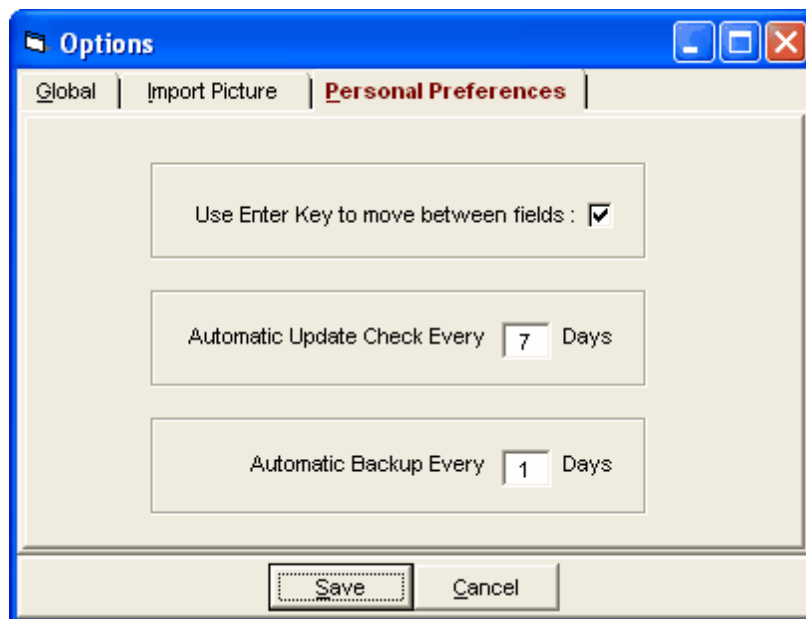 Options
Global Import Picture Personal Preferences
Use Enter Key to move between fields :
Automatic Update Check Every 7 Days
Automatic Backup Every 1 Days
Save Cancel